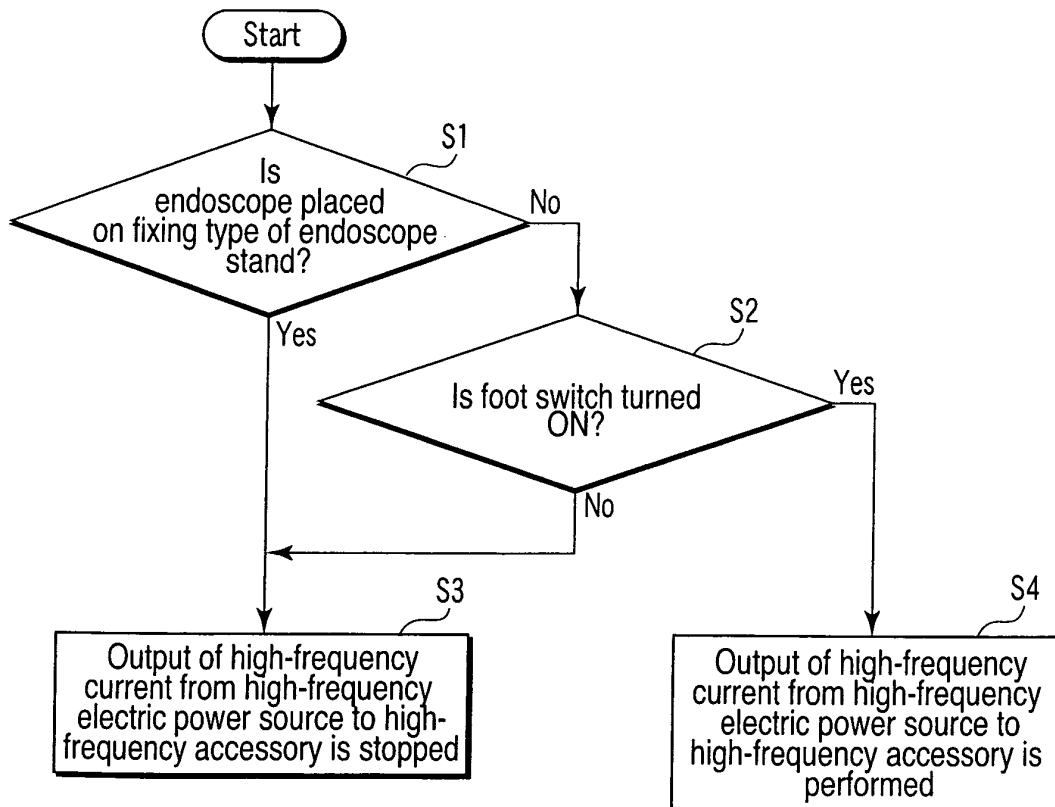 Start
S1
Is
endoscope placed
on fixing type of endoscope
stand?
No
Yes
S2
Is foot switch turned
ON?
Yes
No
S3
Output of high-frequency
current from high-frequency
electric power source to high-
frequency accessory is stopped
S4
Output of high-frequency
current from high-frequency
electric power source to
high-frequency accessory is
performed